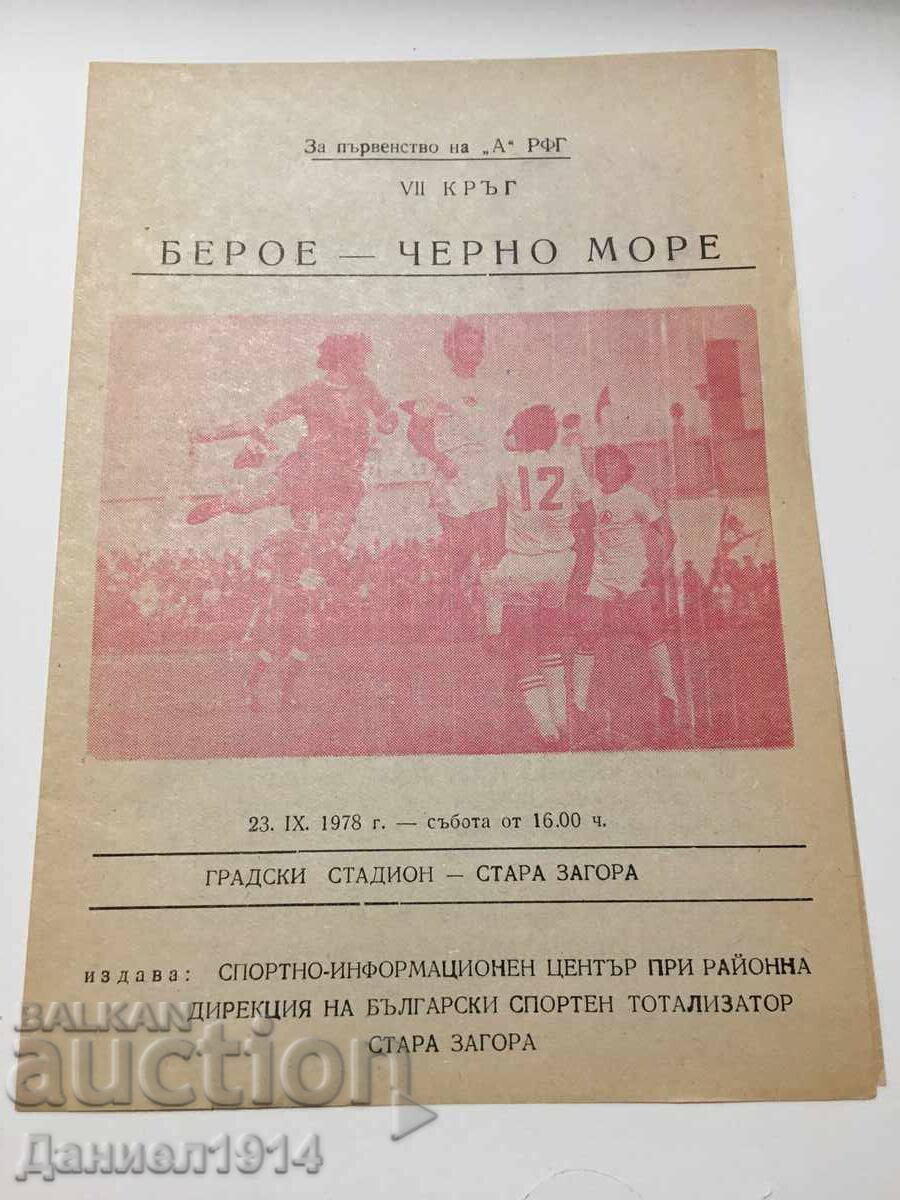 За първенство на „А“ РФГ
VII КРЪГ
БЕРОЕ — ЧЕРНО МОРЕ
12
23. IX. 1978 г. — събота от 16.00 ч.
ГРАДСКИ СТАДИОН — СТАРА ЗАГОРА
издава: СПОРТНО-ИНФОРМАЦИОНЕН ЦЕНТЪР ПРИ РАЙОННА
ДИРЕКЦИЯ НА БЪЛГАРСКИ СПОРТЕН ТОТАЛИЗАТОР
СТАРА ЗАГОРА
BALKAN
auction
Даниел1914